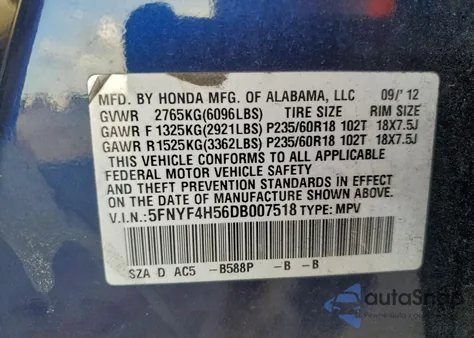 MFD. BY HONDA MFG. OF ALABAMA, LLC 09/'12
GVWR 2765KG(6096LBS) TIRE SIZE RIM SIZE
GAWR F 1325KG(2921LBS) P235/60R18 102T 18X7.5J
GAWR R1525KG(3362LBS) P235/60R18 102T 18X7.5J
THIS VEHICLE CONFORMS TO ALL APPLICABLE
FEDERAL MOTOR VEHICLE SAFETY
AND THEFT PREVENTION STANDARDS IN EFFECT
ON THE DATE OF MANUFACTURE SHOWN ABOVE.
V.I.N.:5FNYF4H56DB007518 TYPE: MPV
SZA D AC5 -B588P -B -B
autoSnap